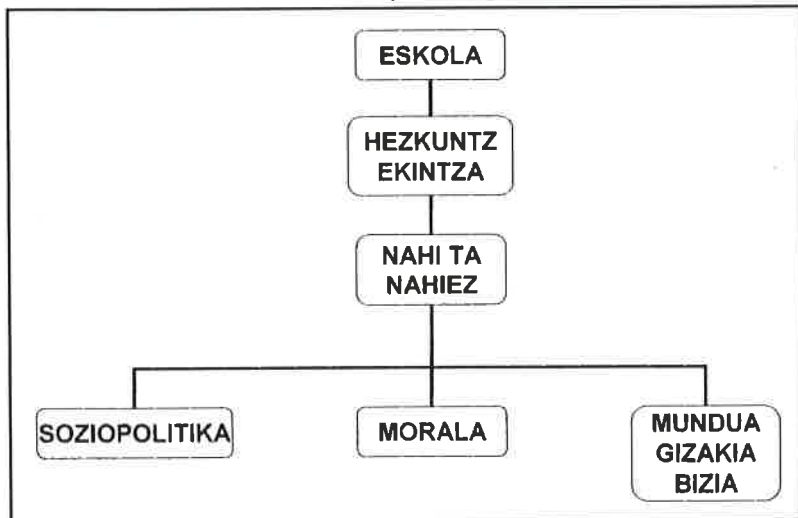 ESKOLA
HEZKUNTZ
EKINTZA
NAHI TA
NAHIEZ
SOZIOPOLITIKA
MORALA
MUNDUA
GIZAKIA
BIZIA